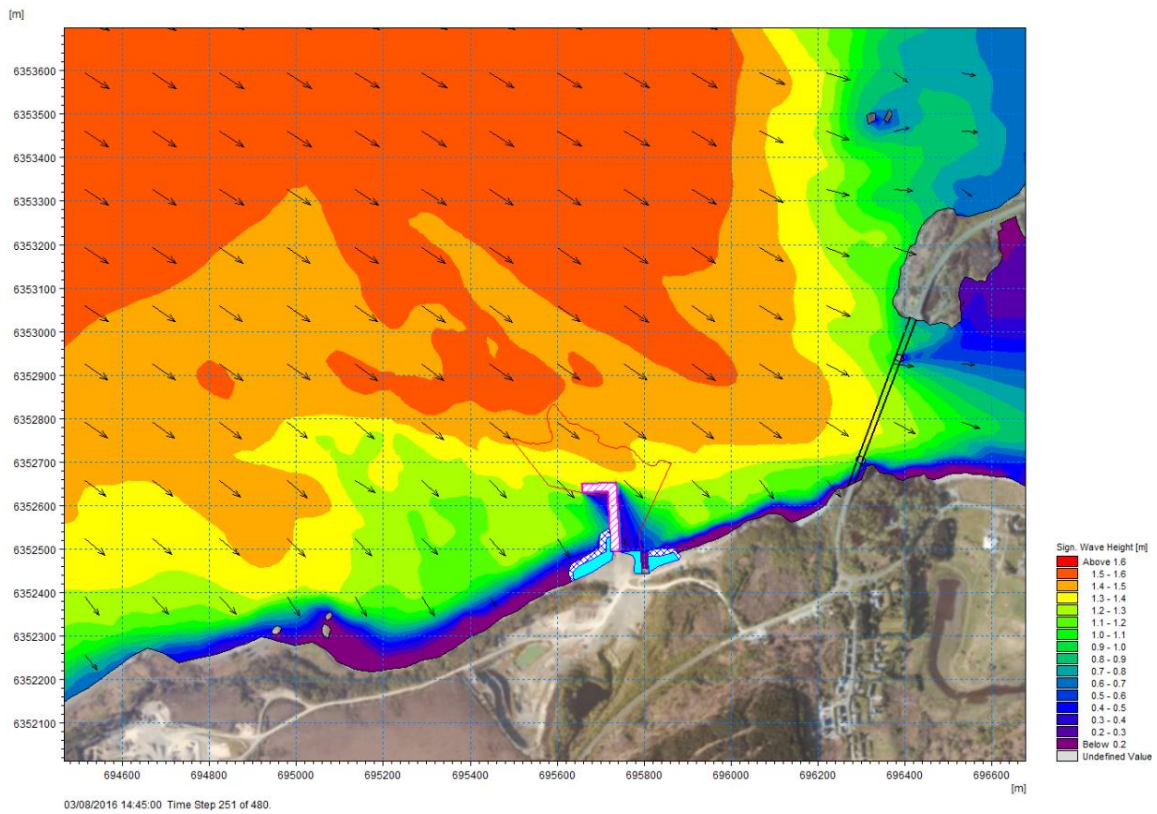 [m]
6353600
6353500
6353400
6353300
6353200
6353100
6353000
6352900
6352800
6352700
6352600
6352500
6352400
6352300
6352200
6352100
694600 694800 695000 695200 695400 695600 695800 696000 696200 696400 696600
[m]
Sign. Wave Height [m]
Above 1.6
1.5 - 1.6
1.4 - 1.5
1.3 - 1.4
1.2 - 1.3
1.1 - 1.2
1.0 - 1.1
0.9 - 1.0
0.8 - 0.9
0.7 - 0.8
0.6 - 0.7
0.5 - 0.6
0.4 - 0.5
0.3 - 0.4
0.2 - 0.3
Below 0.2
Undefined Value
03/08/2016 14:45:00 Time Step 251 of 480.